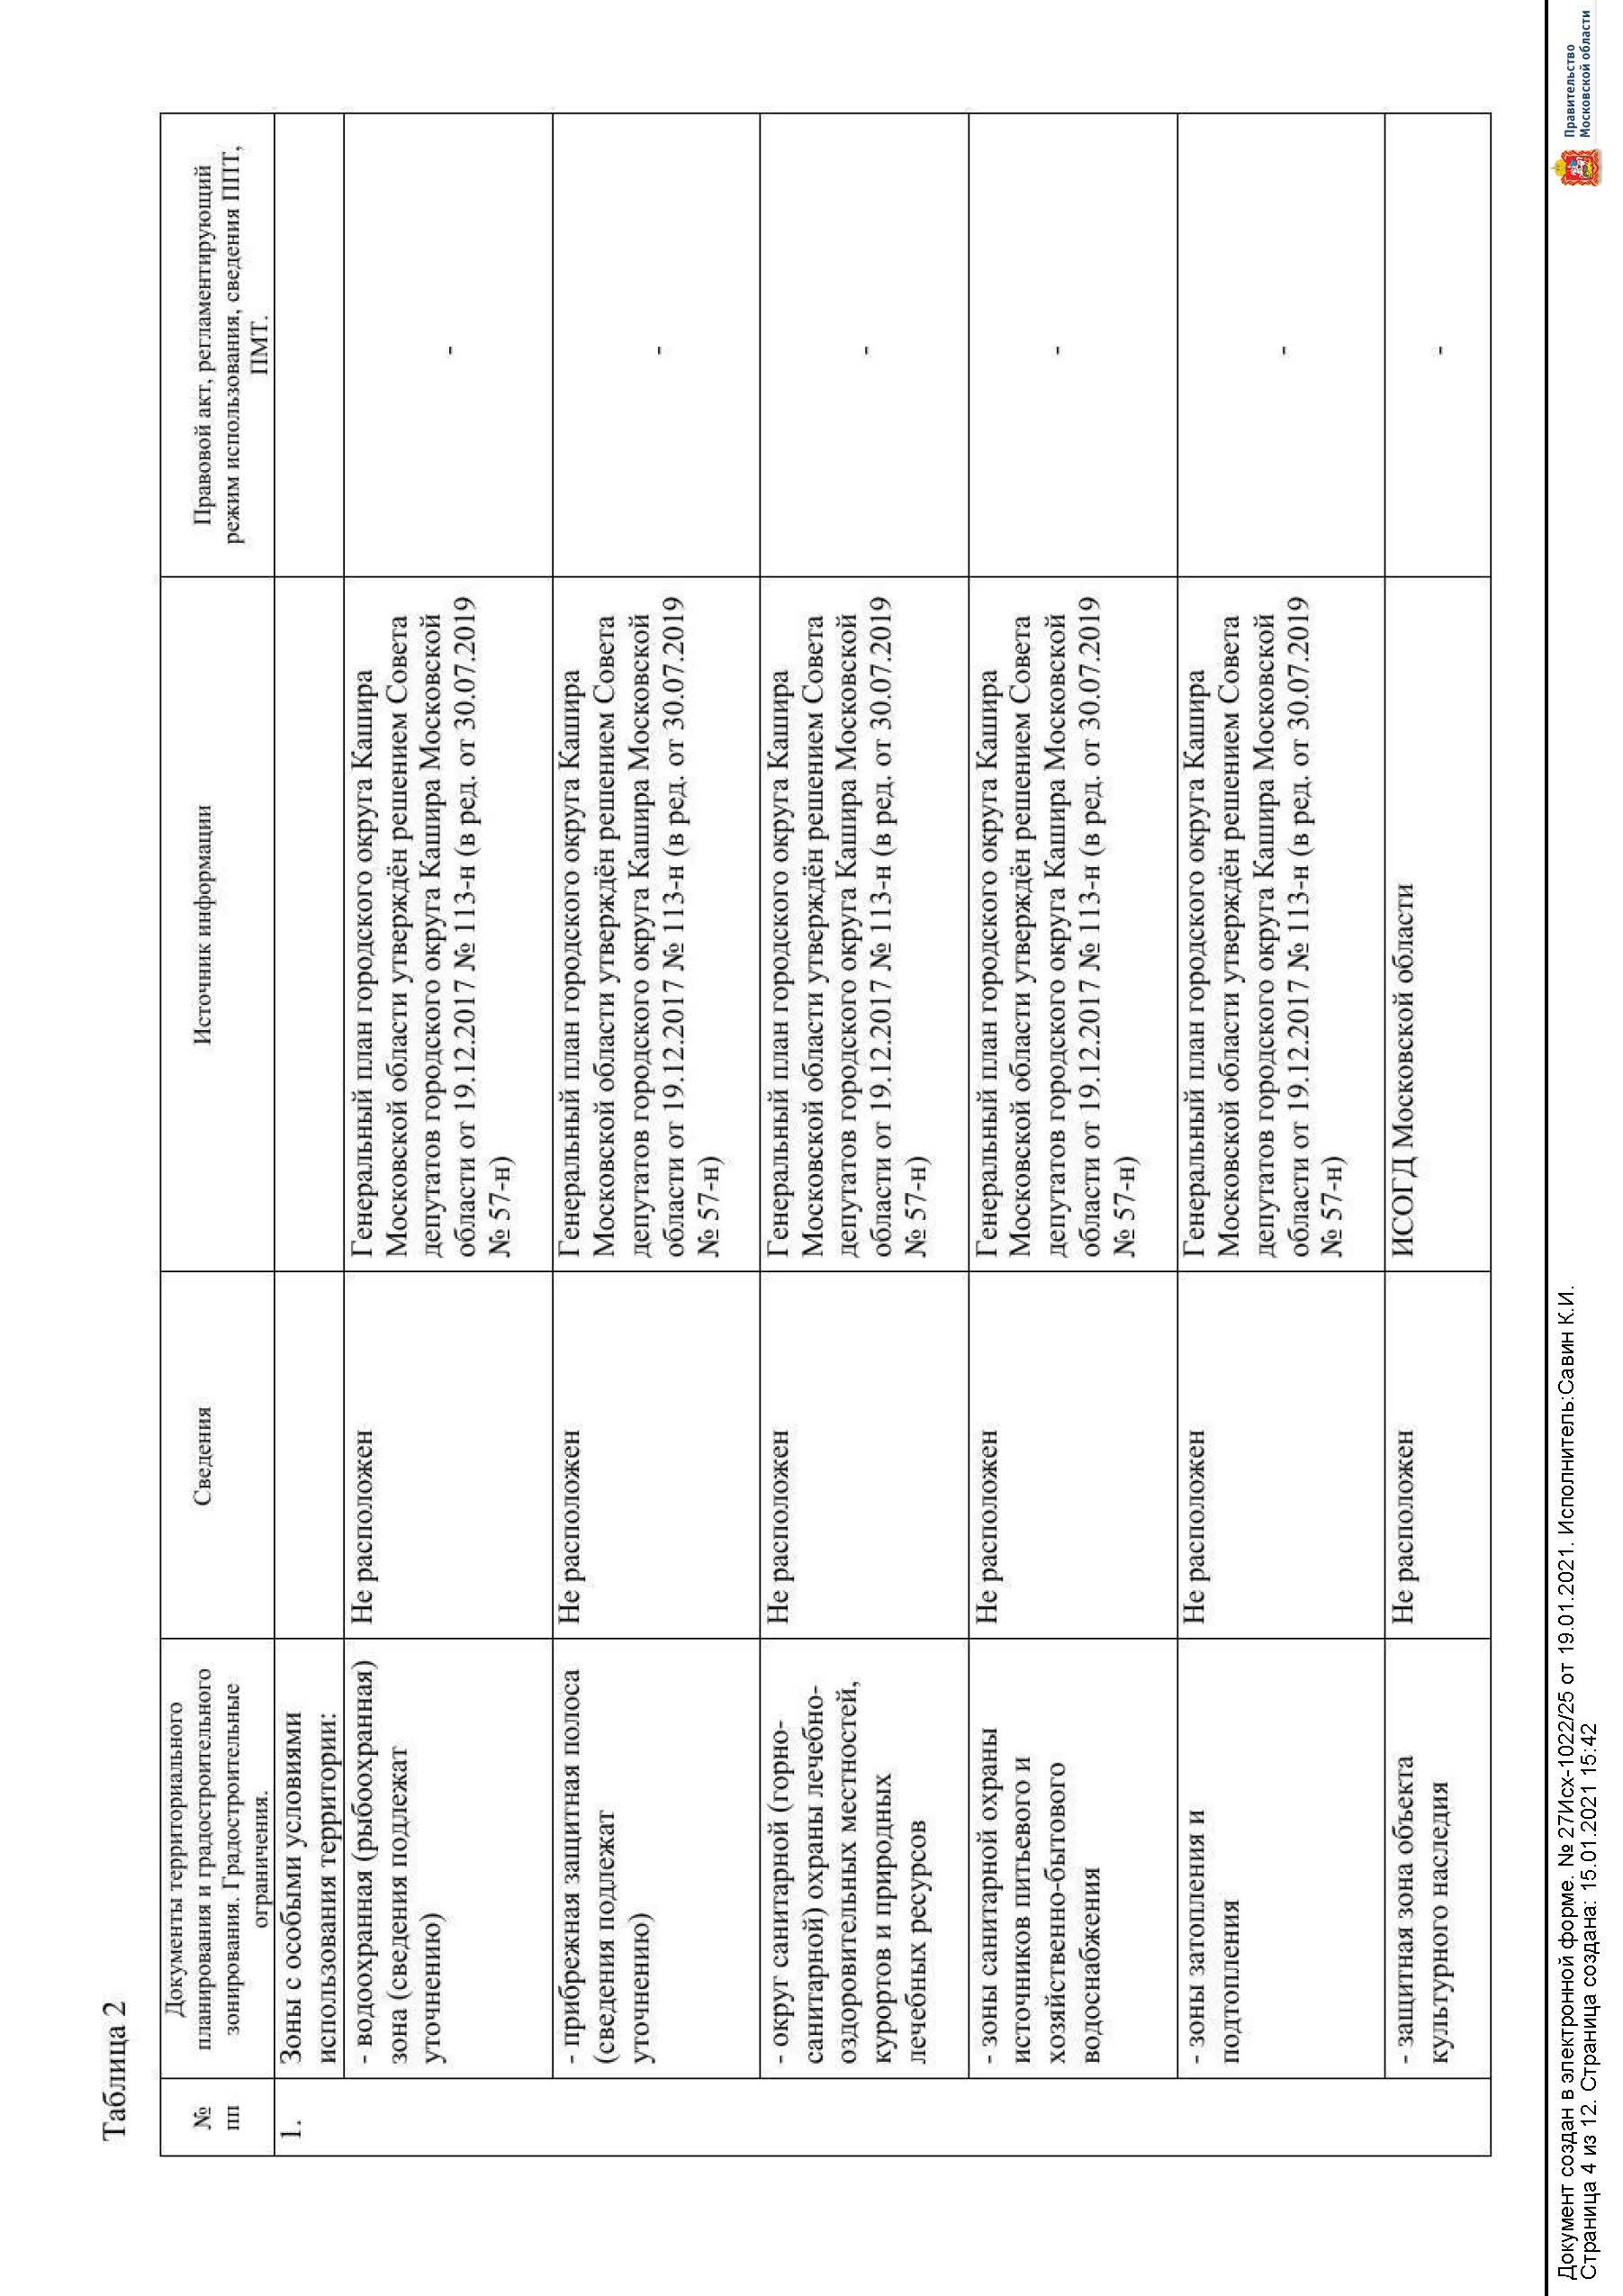 Таблица 2
№
пп
Документы территориального
планирования и градостроительного
зонирования. Градостроительные
ограничения.
Сведения
Источник информации
Правовой акт, регламентирующий
режим использования, сведения ППТ,
ПМТ.
1.
Зоны с особыми условиями
использования территории:
- водоохранная (рыбоохранная)
зона (сведения подлежат
уточнению)
Не расположен
Генеральный план городского округа Кашира
Московской области утверждён решением Совета
депутатов городского округа Кашира Московской
области от 19.12.2017 № 113-н (в ред. от 30.07.2019
№ 57-н)
-
- прибрежная защитная полоса
(сведения подлежат
уточнению)
Не расположен
Генеральный план городского округа Кашира
Московской области утверждён решением Совета
депутатов городского округа Кашира Московской
области от 19.12.2017 № 113-н (в ред. от 30.07.2019
№ 57-н)
-
- округ санитарной (горно-
санитарной) охраны лечебно-
оздоровительных местностей,
курортов и природных
лечебных ресурсов
Не расположен
Генеральный план городского округа Кашира
Московской области утверждён решением Совета
депутатов городского округа Кашира Московской
области от 19.12.2017 № 113-н (в ред. от 30.07.2019
№ 57-н)
-
- зоны санитарной охраны
источников питьевого и
хозяйственно-бытового
водоснабжения
Не расположен
Генеральный план городского округа Кашира
Московской области утверждён решением Совета
депутатов городского округа Кашира Московской
области от 19.12.2017 № 113-н (в ред. от 30.07.2019
№ 57-н)
-
- зоны затопления и
подтопления
Не расположен
Генеральный план городского округа Кашира
Московской области утверждён решением Совета
депутатов городского округа Кашира Московской
области от 19.12.2017 № 113-н (в ред. от 30.07.2019
№ 57-н)
-
- защитная зона объекта
культурного наследия
Не расположен
ИСОГД Московской области
-
Документ создан в электронной форме. № 27Исх-1022/25 от 19.01.2021. Исполнитель:Савин К.И.
Страница 4 из 12. Страница создана: 15.01.2021 15:42
Правительство
Московской области